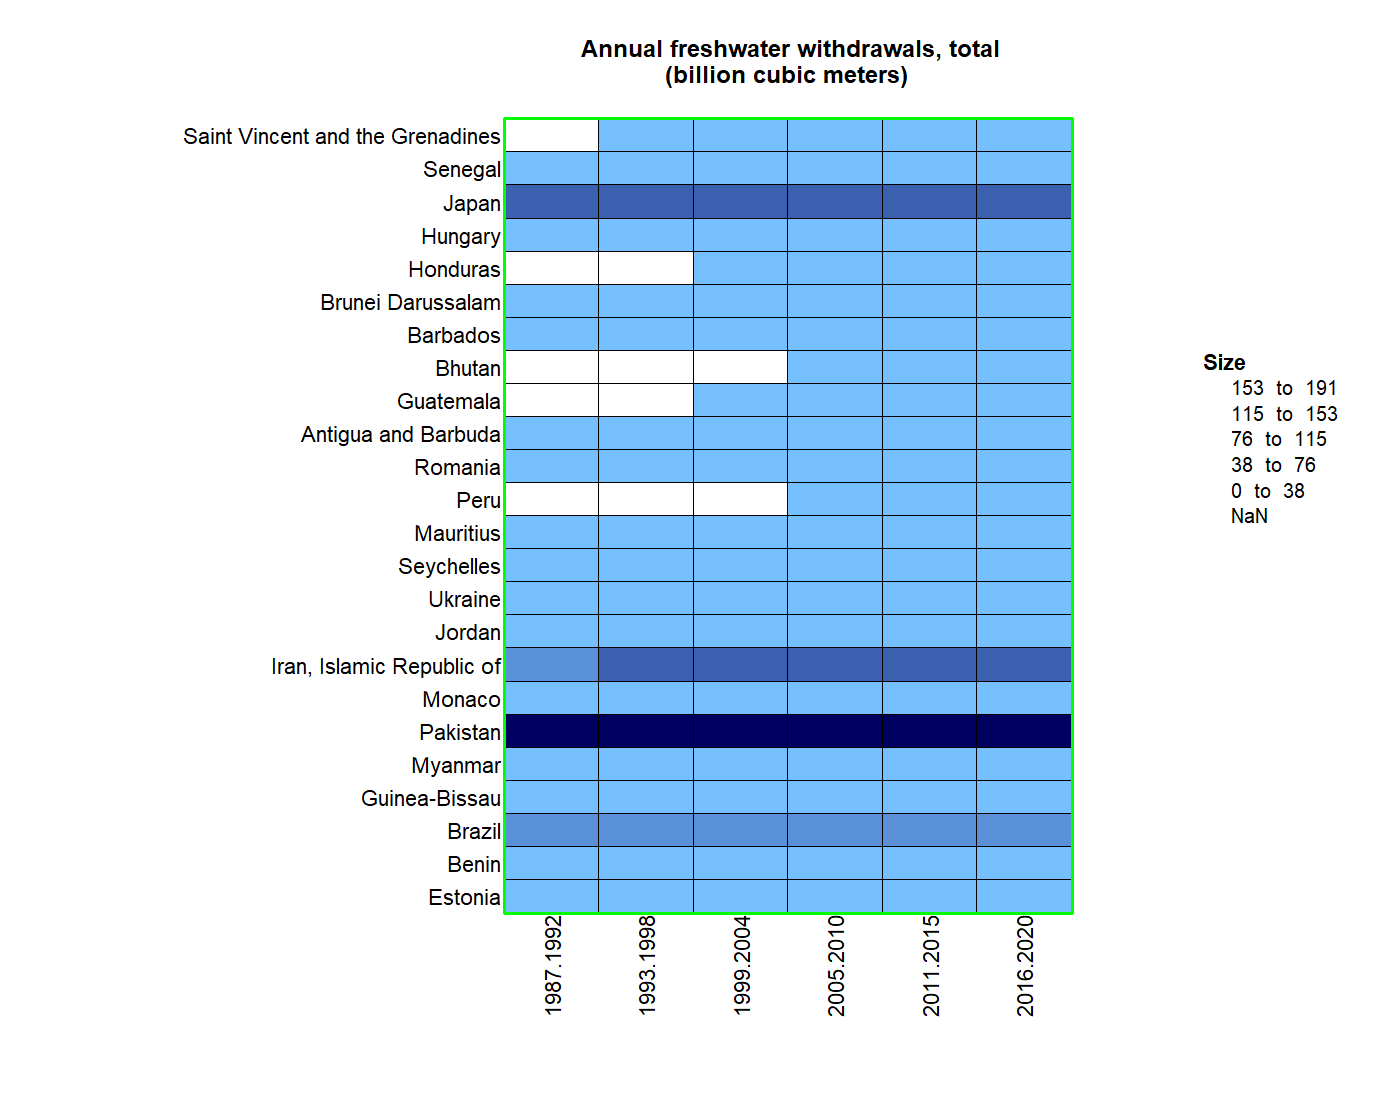 Annual freshwater withdrawals, total
(billion cubic meters)
Saint Vincent and the Grenadines
Senegal
Japan
Hungary
Honduras
Brunei Darussalam
Barbados
Bhutan
Guatemala
Antigua and Barbuda
Romania
Peru
Mauritius
Seychelles
Ukraine
Jordan
Iran, Islamic Republic of
Monaco
Pakistan
Myanmar
Guinea-Bissau
Brazil
Benin
Estonia
1987.1992
1993.1998
1999.2004
2005.2010
2011.2015
2016.2020
Size
153 to 191
115 to 153
76 to 115
38 to 76
0 to 38
NaN